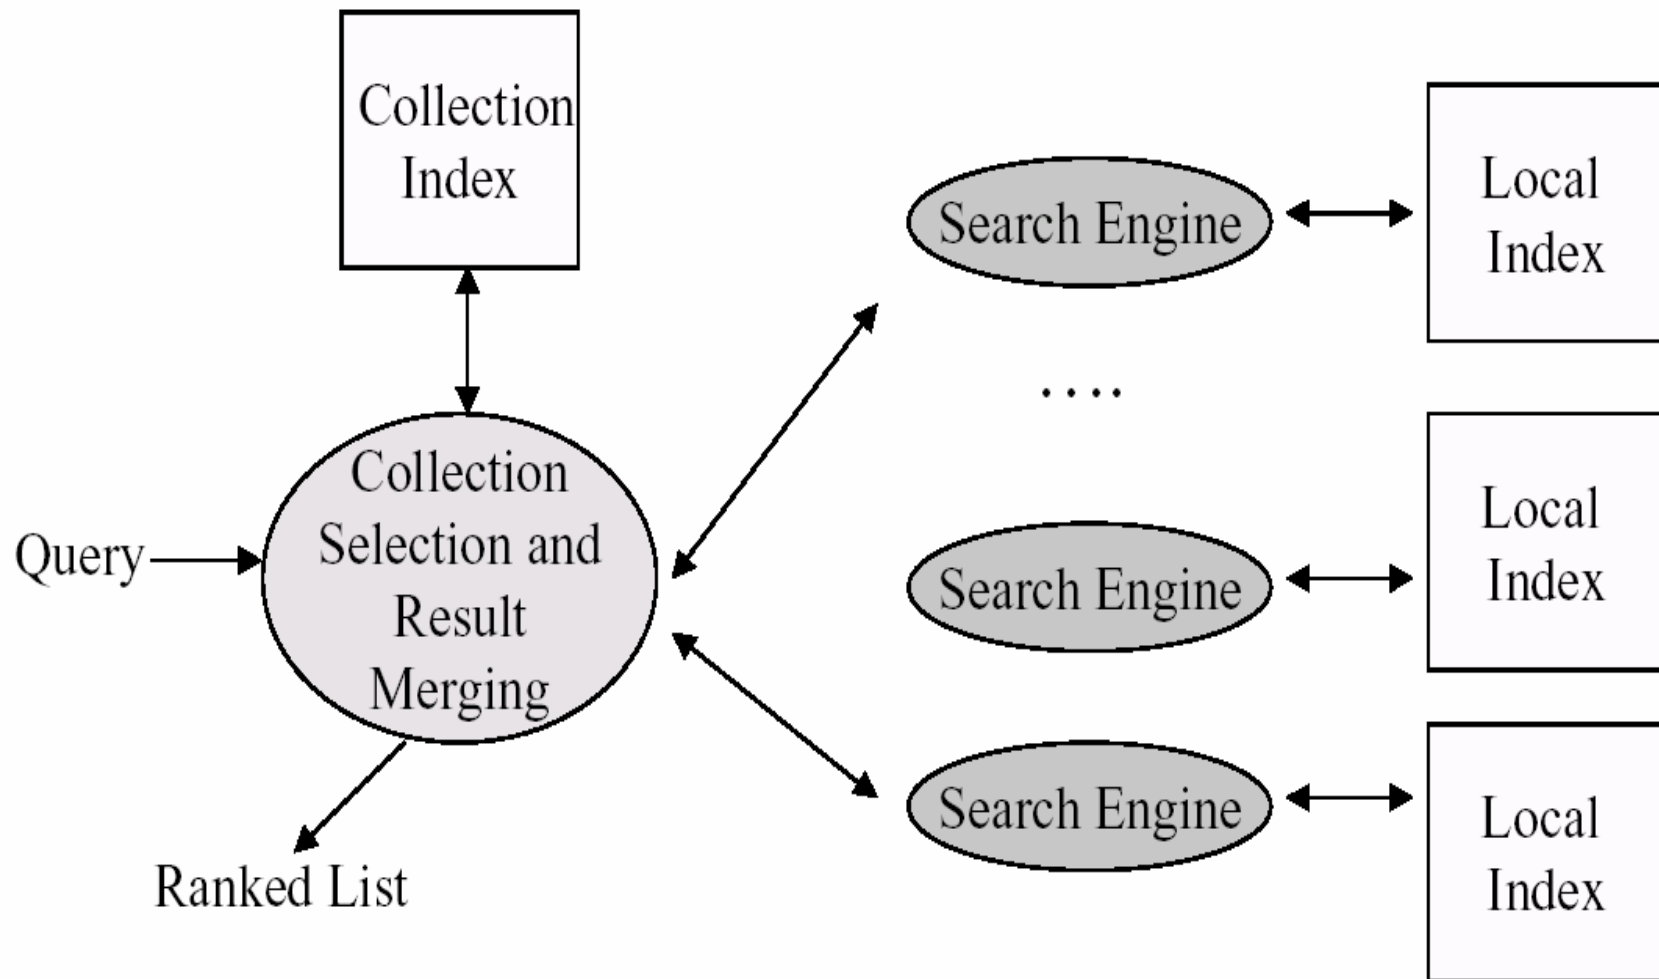 Collection
Index
Query
Collection
Selection and
Result
Merging
Ranked List
Search Engine
Local
Index
....
Search Engine
Local
Index
Search Engine
Local
Index